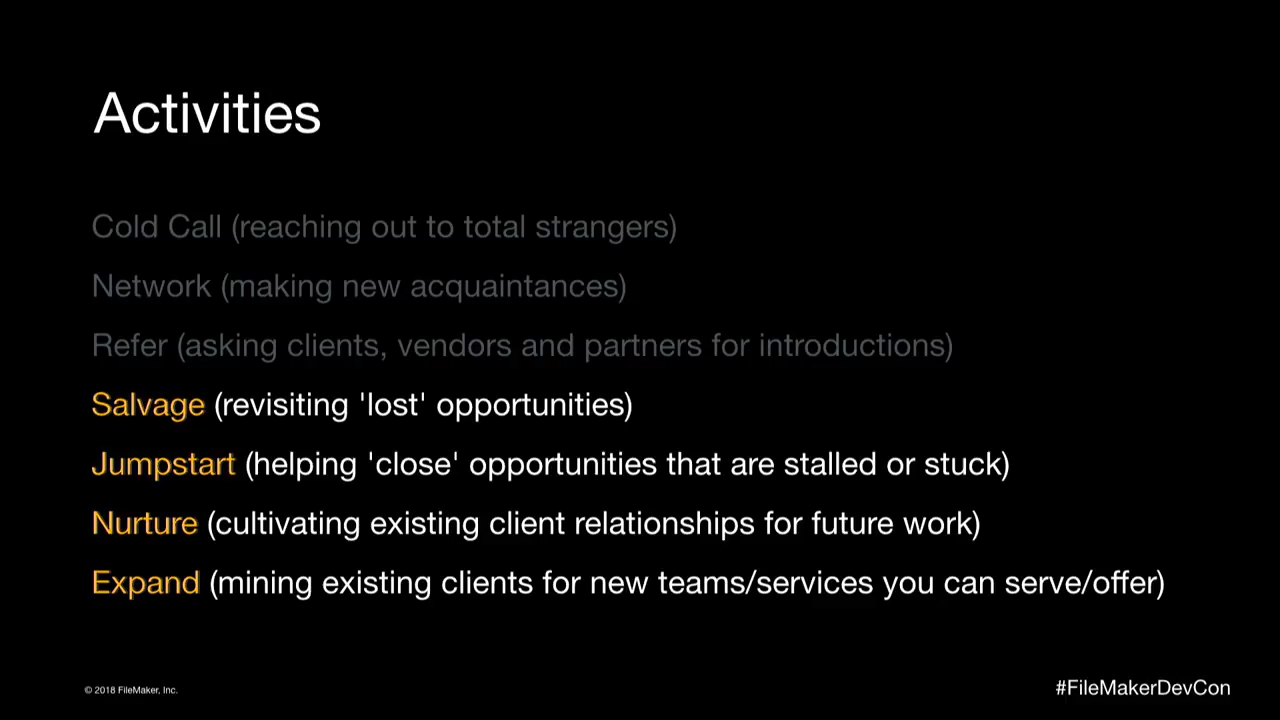 Activities
Cold Call (reaching out to total strangers)
Network (making new acquaintances)
Refer (asking clients, vendors and partners for introductions)
Salvage (revisiting 'lost' opportunities)
Jumpstart (helping 'close' opportunities that are stalled or stuck)
Nurture (cultivating existing client relationships for future work)
Expand (mining existing clients for new teams/services you can serve/offer)
© 2018 FileMaker, Inc.
#FileMakerDevCon